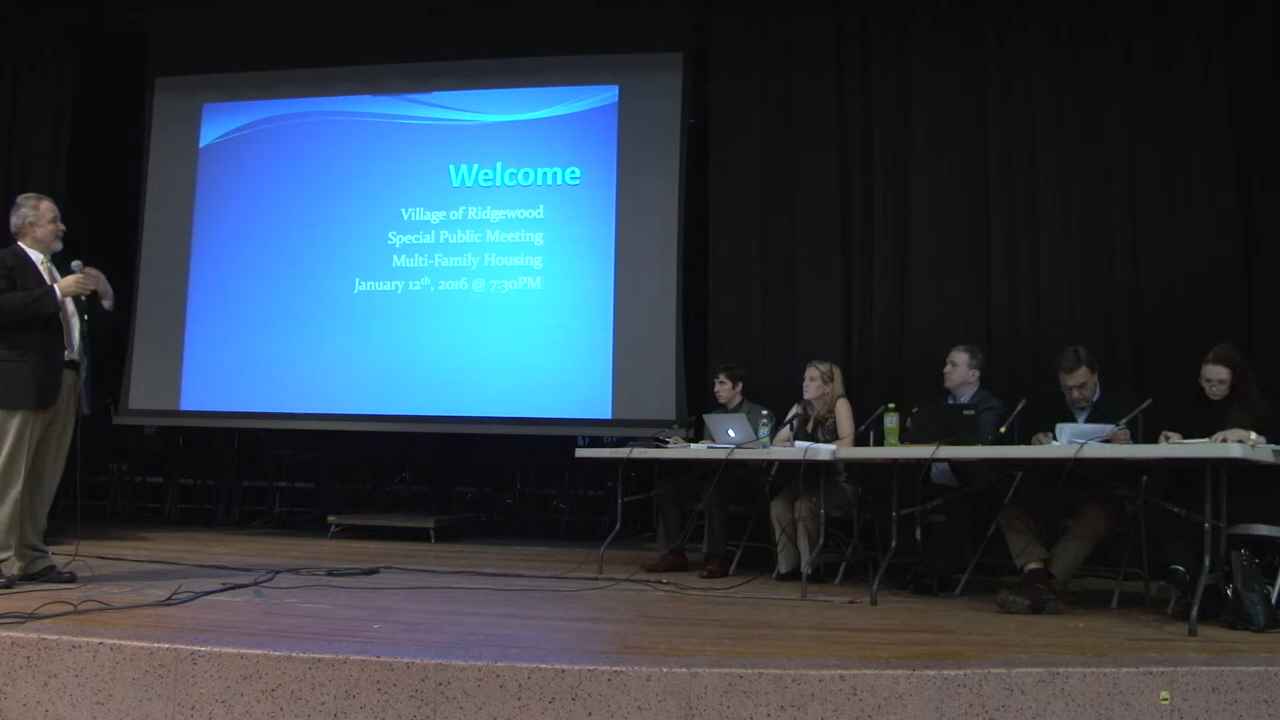 Welcome
Village of Ridgewood
Special Public Meeting
Multi-Family Housing
January 12th, 2016 @ 7:30PM